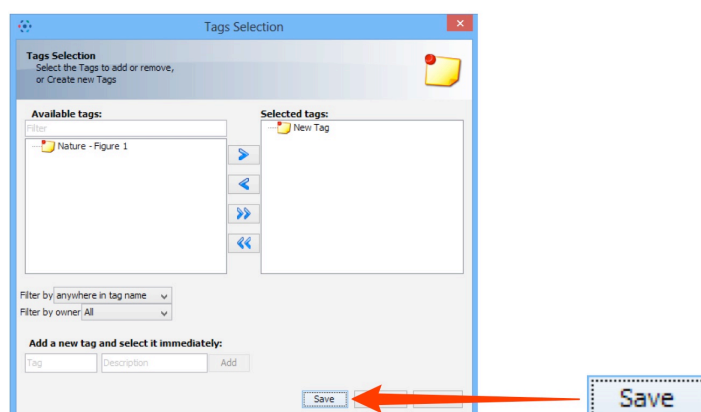 Tags Selection
Tags Selection
Select the Tags to add or remove,
or Create new Tags
Available tags:
Filter
Nature - Figure 1
Selected tags:
New Tag
Filter by anywhere in tag name
Filter by owner All
Add a new tag and select it immediately:
Tag Description Add
Save
Save